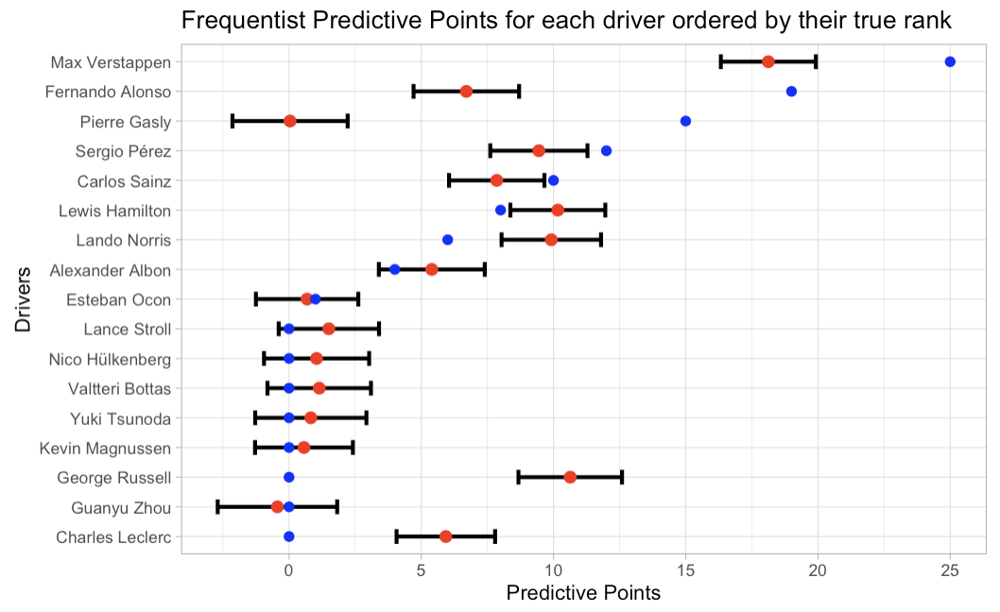 Frequentist Predictive Points for each driver ordered by their true rank
Drivers
Max Verstappen
Fernando Alonso
Pierre Gasly
Sergio Pérez
Carlos Sainz
Lewis Hamilton
Lando Norris
Alexander Albon
Esteban Ocon
Lance Stroll
Nico Hülkenberg
Valtteri Bottas
Yuki Tsunoda
Kevin Magnussen
George Russell
Guanyu Zhou
Charles Leclerc
0 5 10 15 20 25
Predictive Points